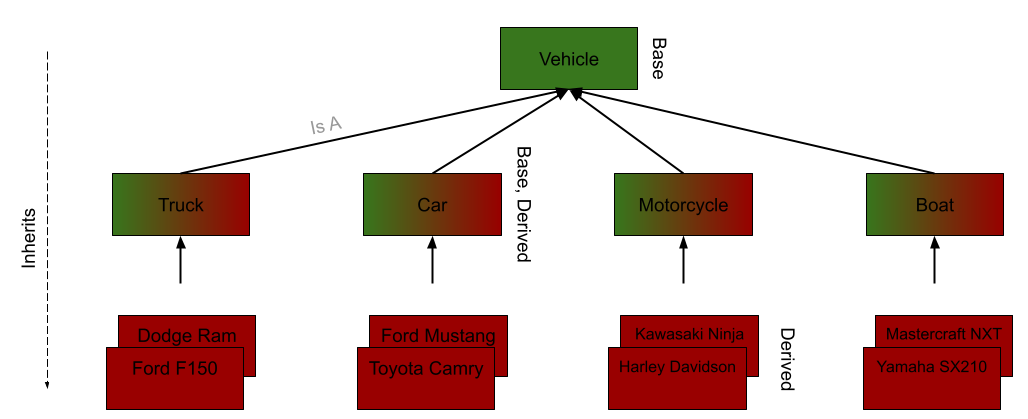 Vehicle
Base
Is A
Base, Derived
Truck
Car
Motorcycle
Boat
Inherits
Dodge Ram
Ford Mustang
Kawasaki Ninja
Mastercraft NXT
Ford F150
Toyota Camry
Harley Davidson
Yamaha SX210
Derived